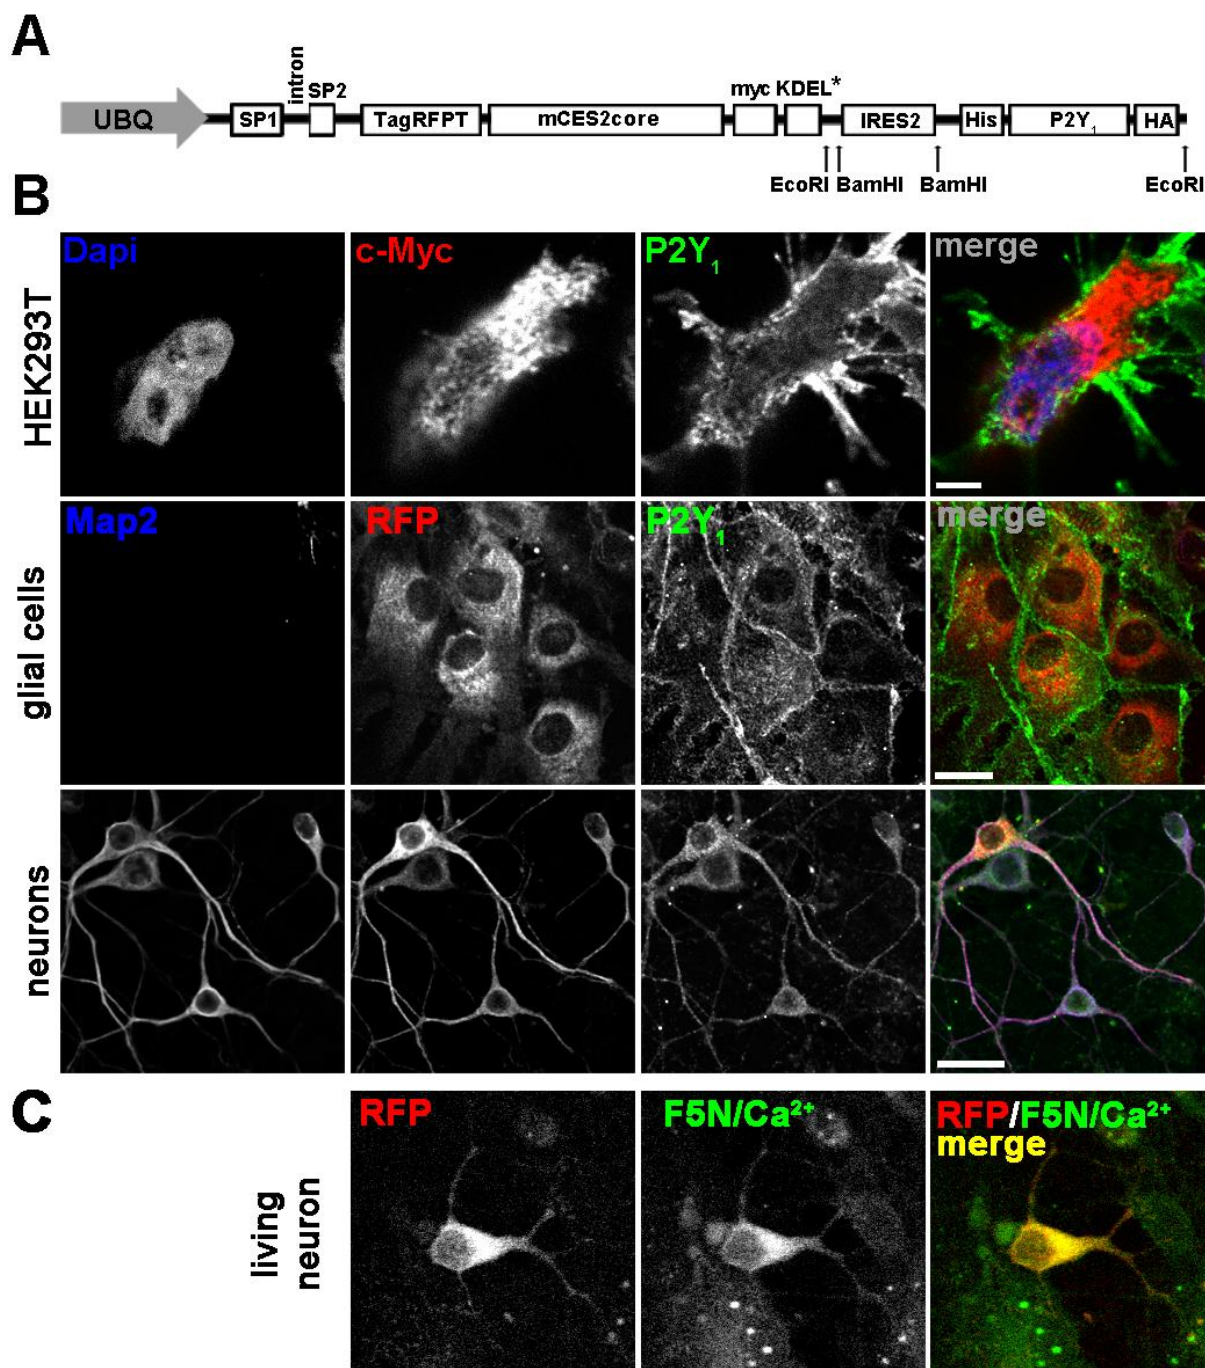 A
intron
SP2
myc KDEL*
UBQ
SP1
TagRFPT
mCES2core
IRES2
His
P2Y₁
HA
EcoRI
BamHI
BamHI
EcoRI
B
HEK293T
Dapi
c-Myc
P2Y₁
merge
glial cells
Map2
RFP
P2Y₁
merge
neurons
C
living
neuron
RFP
F5N/Ca²⁺
RFP/F5N/Ca²⁺
merge